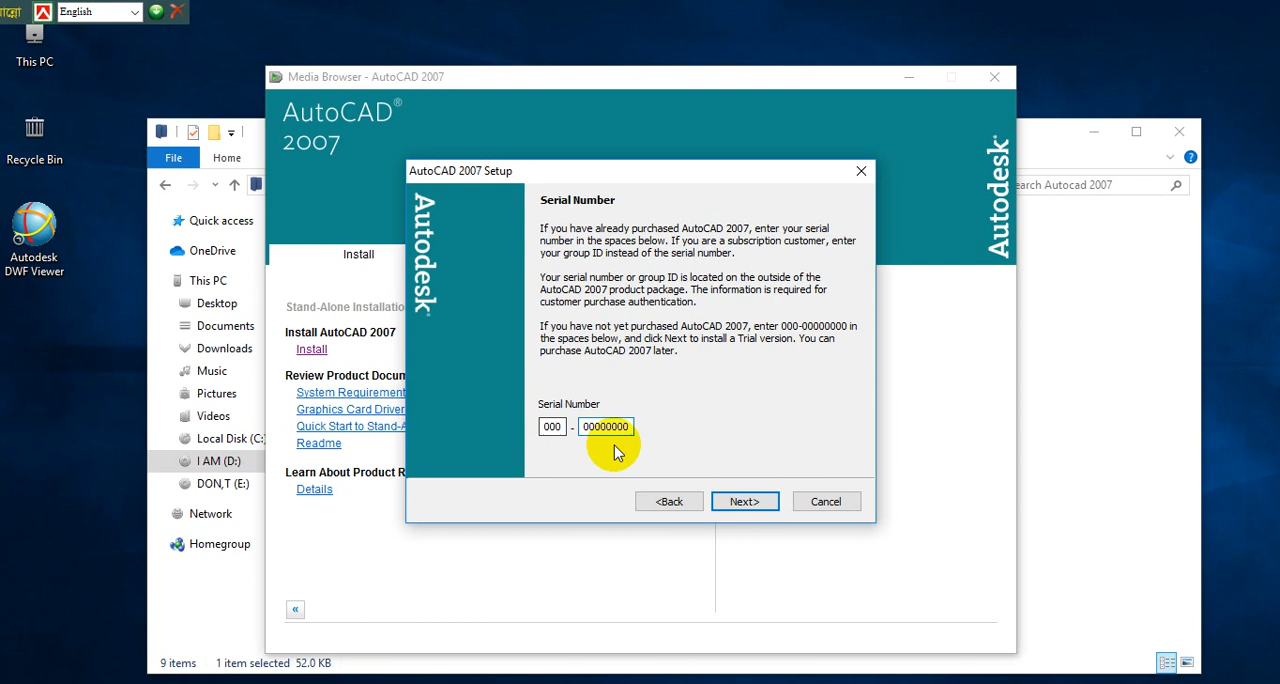 ান্নো
English
This PC
Recycle Bin
Autodesk
DWF Viewer
Media Browser - AutoCAD 2007
AutoCAD®
2007
Autodesk®
File
Home
earch Autocad 2007
Quick access
OneDrive
This PC
Desktop
Documents
Downloads
Music
Pictures
Videos
Local Disk (C:
I AM (D:)
DON,T (E:)
Network
Homegroup
9 items
1 item selected 52.0 KB
Install
Stand-Alone Installatio
Install AutoCAD 2007
Install
Review Product Docum
System Requirement
Graphics Card Driver
Quick Start to Stand-A
Readme
Learn About Product R
Details
«
AutoCAD 2007 Setup
Autodesk®
Serial Number
If you have already purchased AutoCAD 2007, enter your serial
number in the spaces below. If you are a subscription customer, enter
your group ID instead of the serial number.
Your serial number or group ID is located on the outside of the
AutoCAD 2007 product package. The information is required for
customer purchase authentication.
If you have not yet purchased AutoCAD 2007, enter 000-00000000 in
the spaces below, and click Next to install a Trial version. You can
purchase AutoCAD 2007 later.
Serial Number
000 - 00000000
<Back
Next>
Cancel